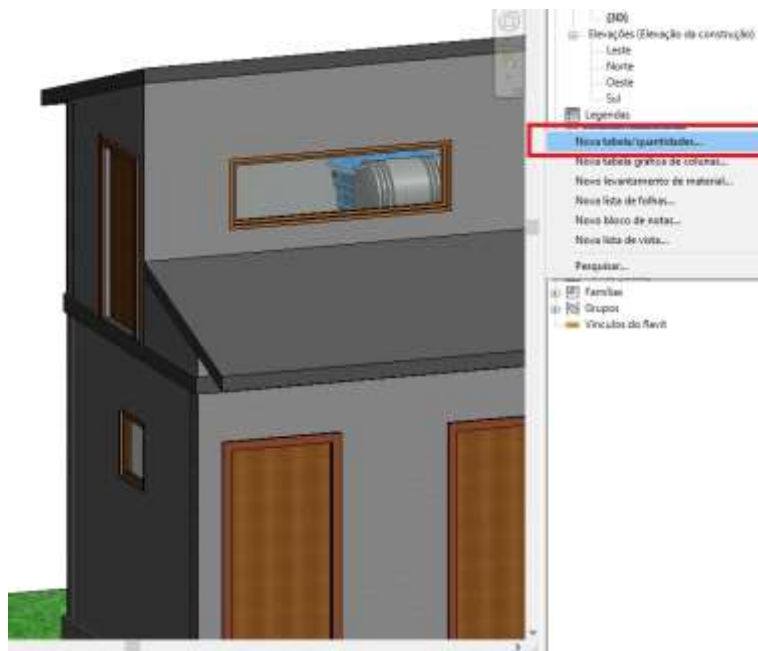 {3D}
Elevações (Elevação da construção)
Leste
Norte
Oeste
Sul
Legendas
Nova tabela/quantidades...
Nova tabela gráfica de colunas...
Novo levantamento de material...
Nova lista de folhas...
Novo bloco de notas...
Nova lista de vista...
Pesquisar...
Famílias
Grupos
Vínculos do Revit